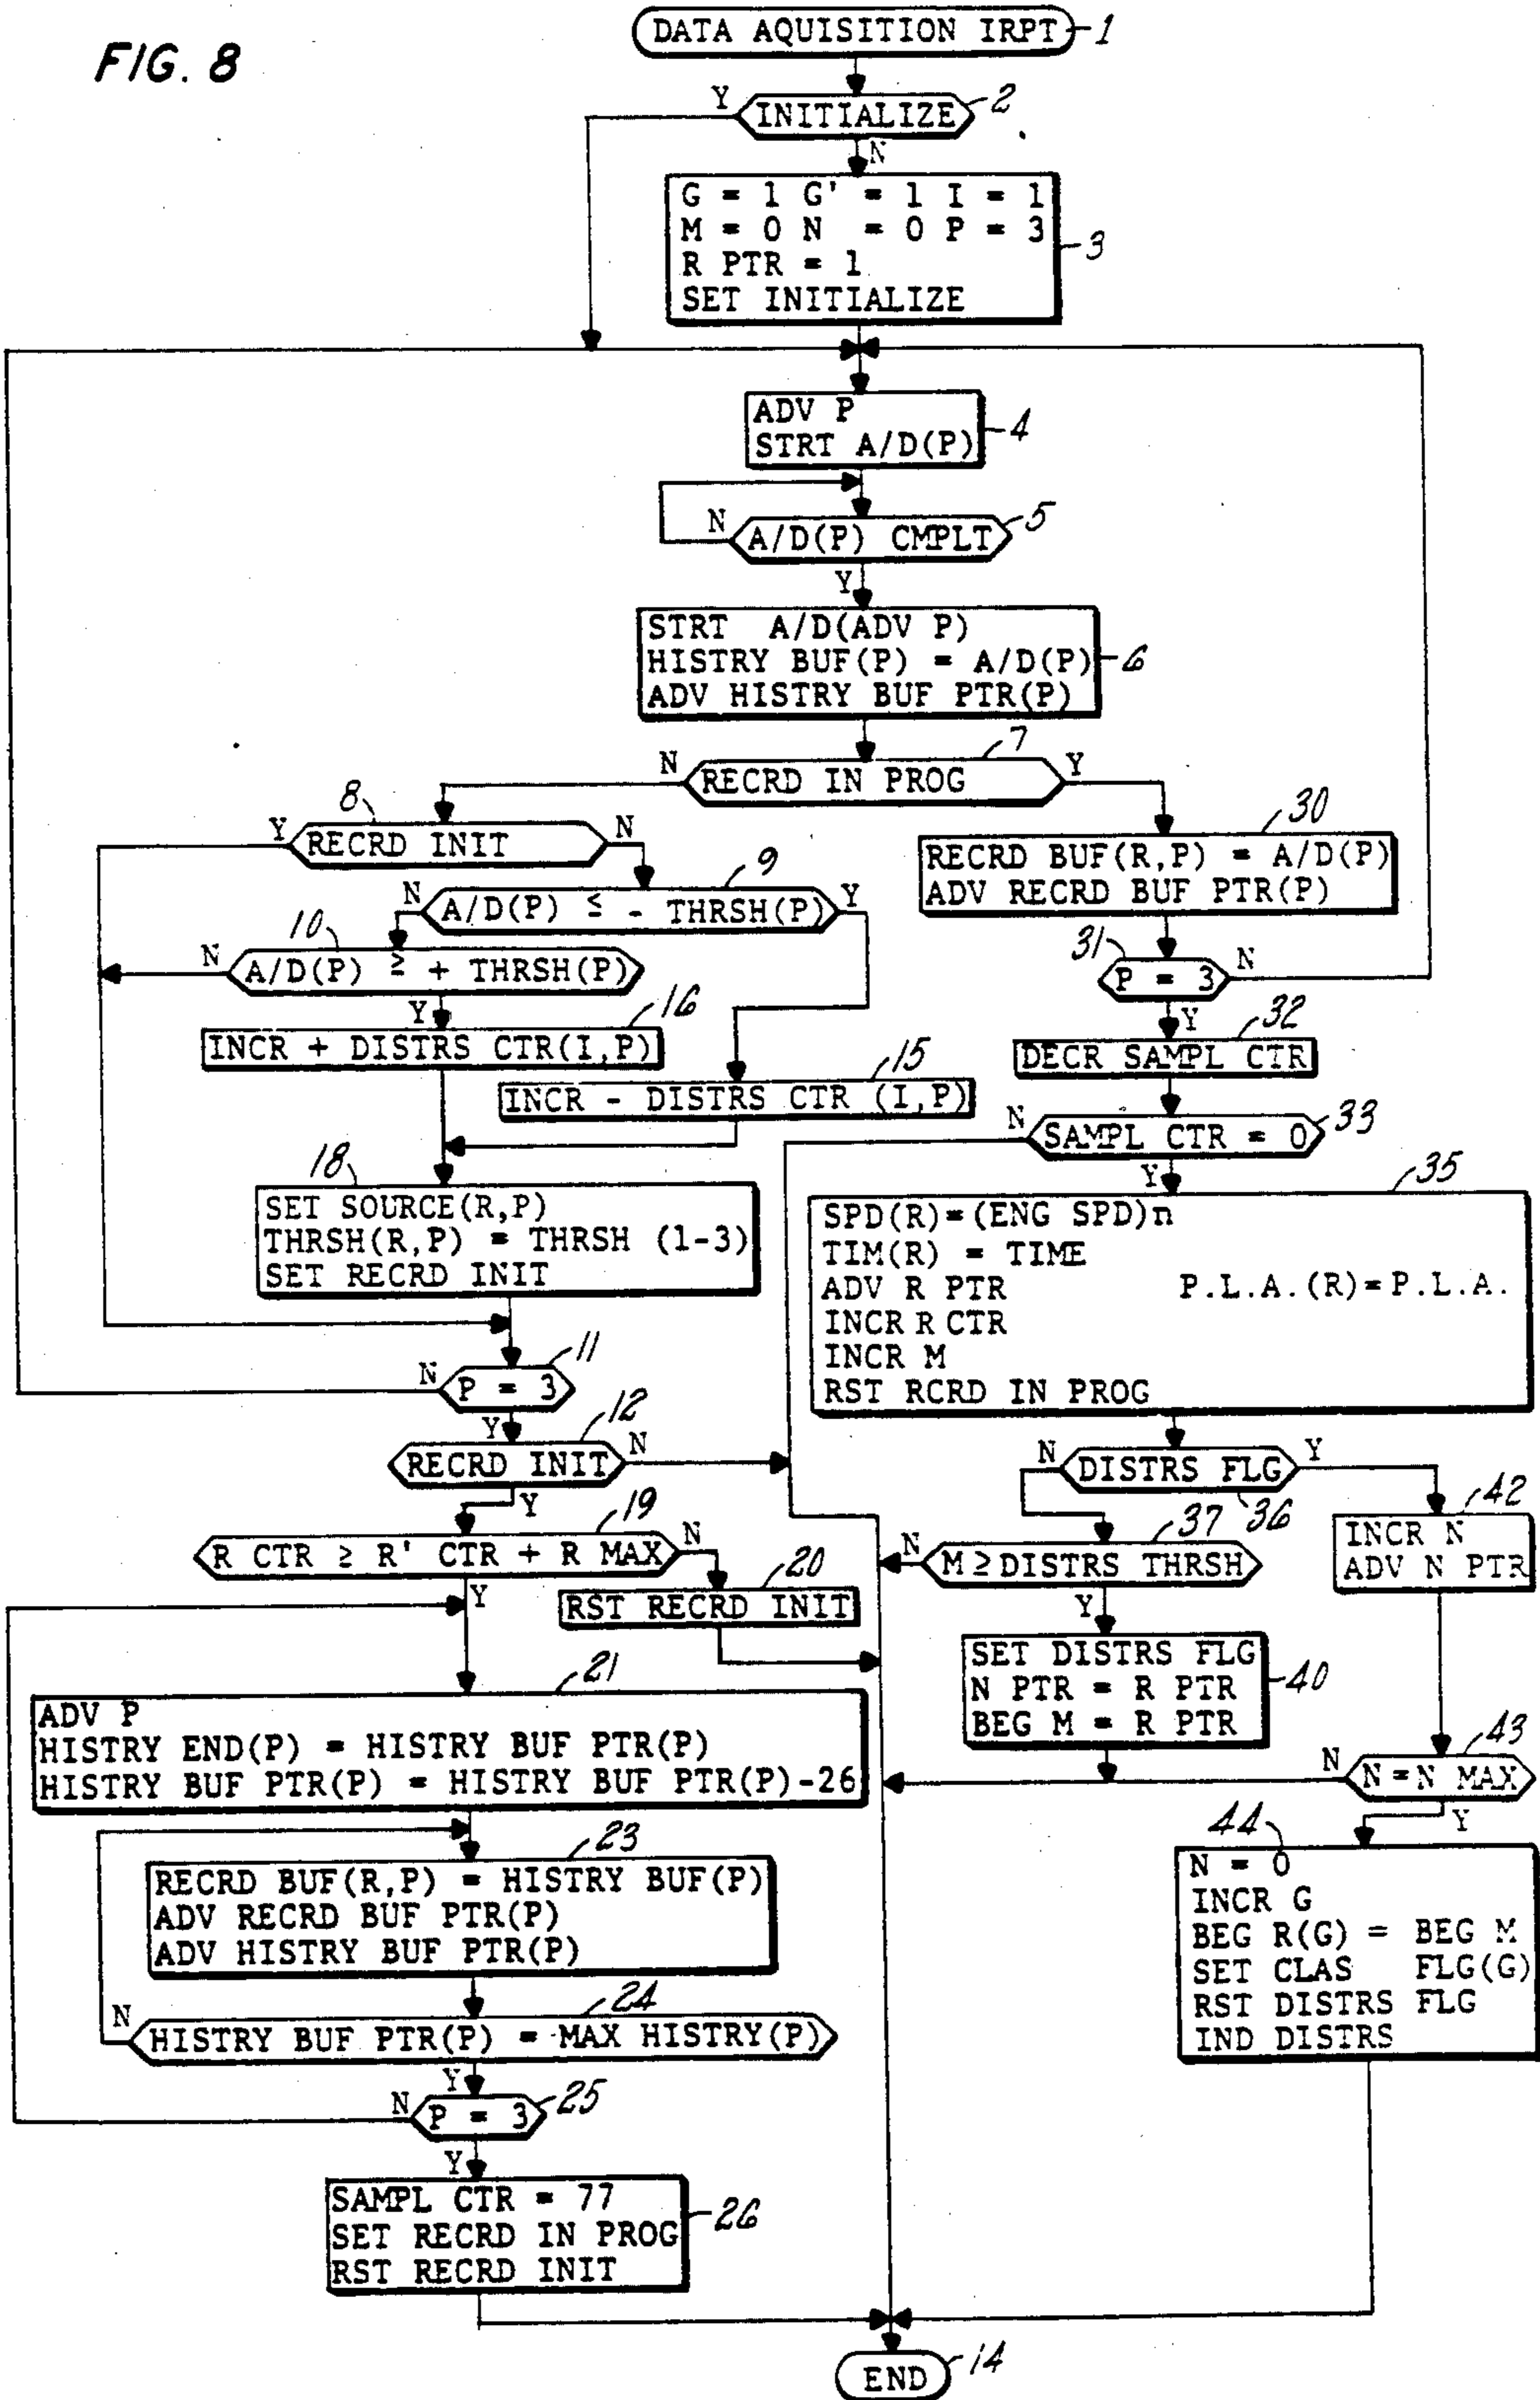 FIG. 8
DATA AQUISITION IRPT
1
Y
INITIALIZE
2
N
G = 1 G' = 1 I = 1
M = 0 N = 0 P = 3
R PTR = 1
SET INITIALIZE
3
ADV P
STRT A/D(P)
4
N
A/D(P) CMPLT
5
Y
STRT A/D(ADV P)
HISTRY BUF(P) = A/D(P)
ADV HISTRY BUF PTR(P)
6
N
RECRD IN PROG
7
Y
8
Y
RECRD INIT
N
30
RECRD BUF(R,P) = A/D(P)
ADV RECRD BUF PTR(P)
9
N
A/D(P) ≤ - THRSH(P)
Y
10
N
A/D(P) ≥ + THRSH(P)
Y
31
P = 3
N
Y
16
INCR + DISTRS CTR(I,P)
32
DECR SAMPL CTR
15
INCR - DISTRS CTR (I,P)
N
SAMPL CTR = 0
33
Y
18
SET SOURCE(R,P)
THRSH(R,P) = THRSH (1-3)
SET RECRD INIT
35
SPD(R)=(ENG SPD)n
TIM(R) = TIME
ADV R PTR P.L.A.(R)=P.L.A.
INCR R CTR
INCR M
RST RCRD IN PROG
N
P = 3
11
Y
RECRD INIT
12
N
Y
N
DISTRS FLG
Y
36
42
INCR N
ADV N PTR
19
R CTR ≥ R' CTR + R MAX
N
Y
20
RST RECRD INIT
N
M ≥ DISTRS THRSH
37
Y
SET DISTRS FLG
N PTR = R PTR
BEG M = R PTR
40
21
ADV P
HISTRY END(P) = HISTRY BUF PTR(P)
HISTRY BUF PTR(P) = HISTRY BUF PTR(P)-26
N
N = N MAX
43
Y
23
RECRD BUF(R,P) = HISTRY BUF(P)
ADV RECRD BUF PTR(P)
ADV HISTRY BUF PTR(P)
44
N = 0
INCR G
BEG R(G) = BEG M
SET CLAS FLG(G)
RST DISTRS FLG
IND DISTRS
24
N
HISTRY BUF PTR(P) = MAX HISTRY(P)
Y
N
P = 3
25
Y
SAMPL CTR = 77
SET RECRD IN PROG
RST RECRD INIT
26
END
14